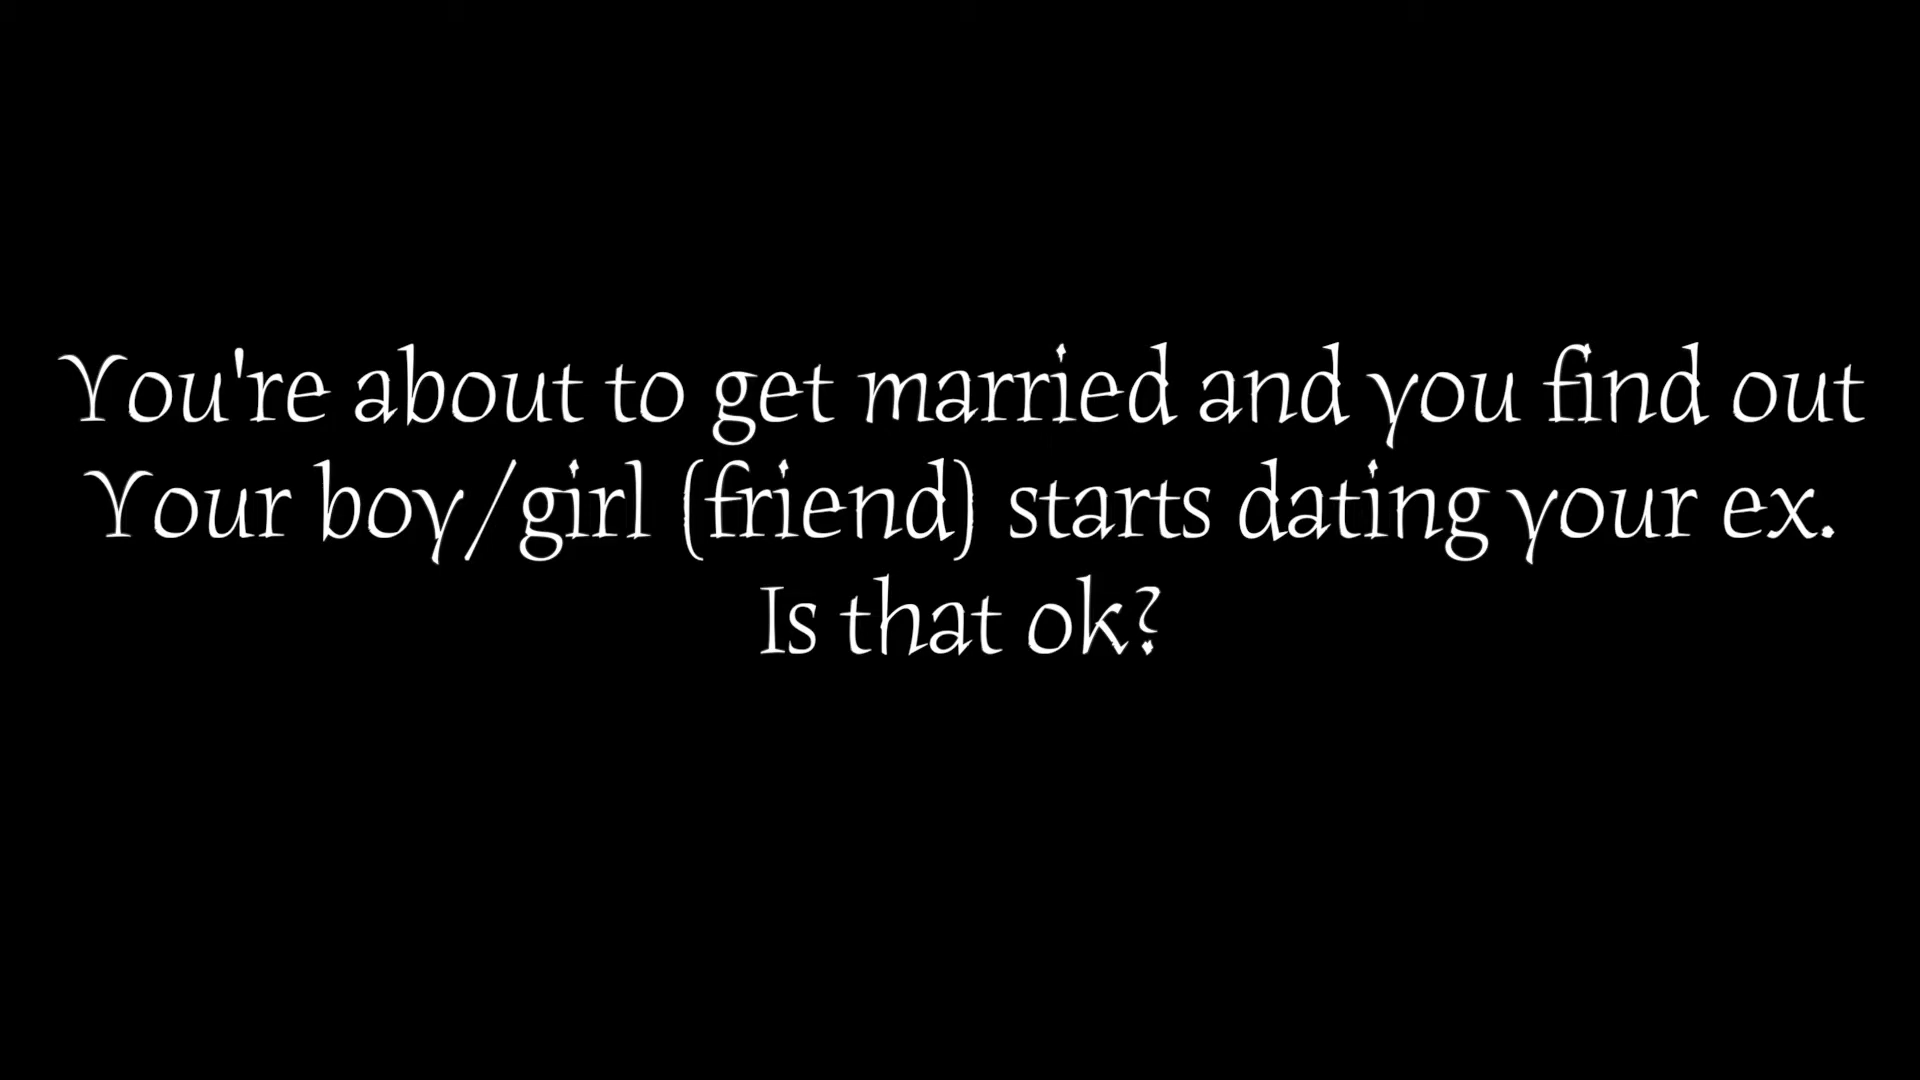 You're about to get married and you find out
Your boy/girl (friend) starts dating your ex.
Is that ok?